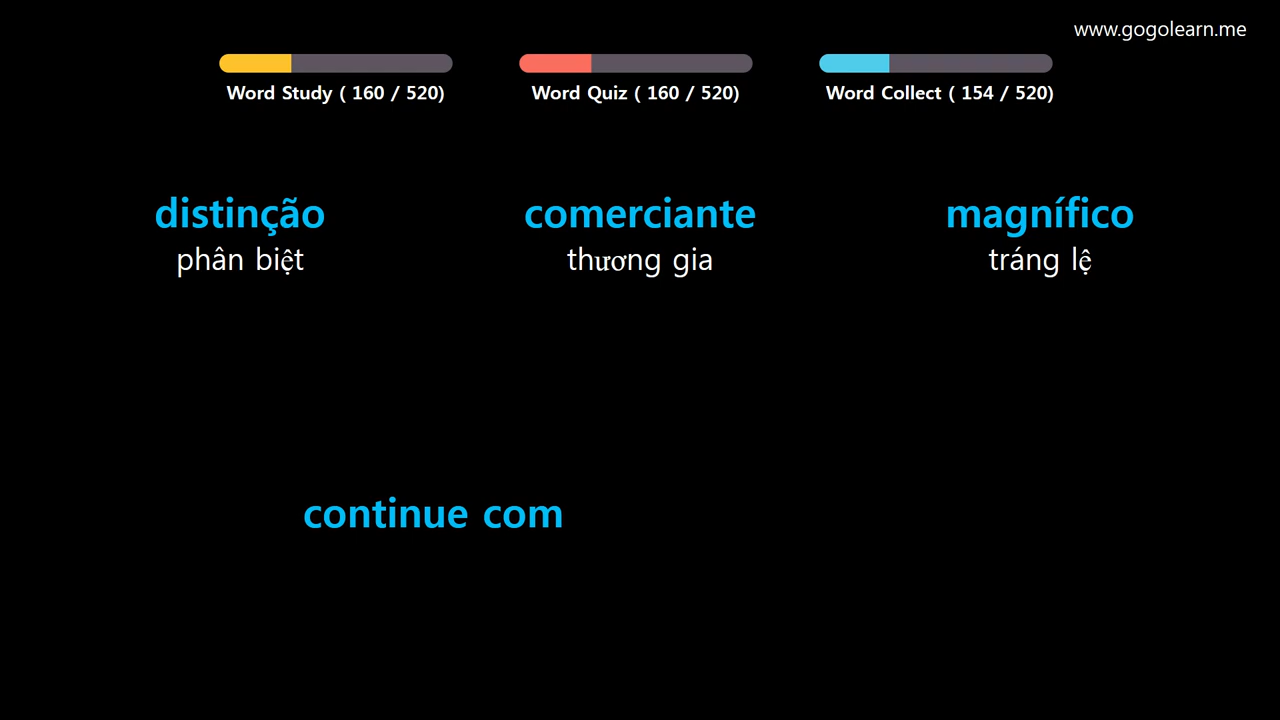 www.gogolearn.me
Word Study ( 160 / 520)
Word Quiz ( 160 / 520)
Word Collect ( 154 / 520)
distinção
phân biệt
comerciante
thương gia
magnífico
tráng lệ
continue com